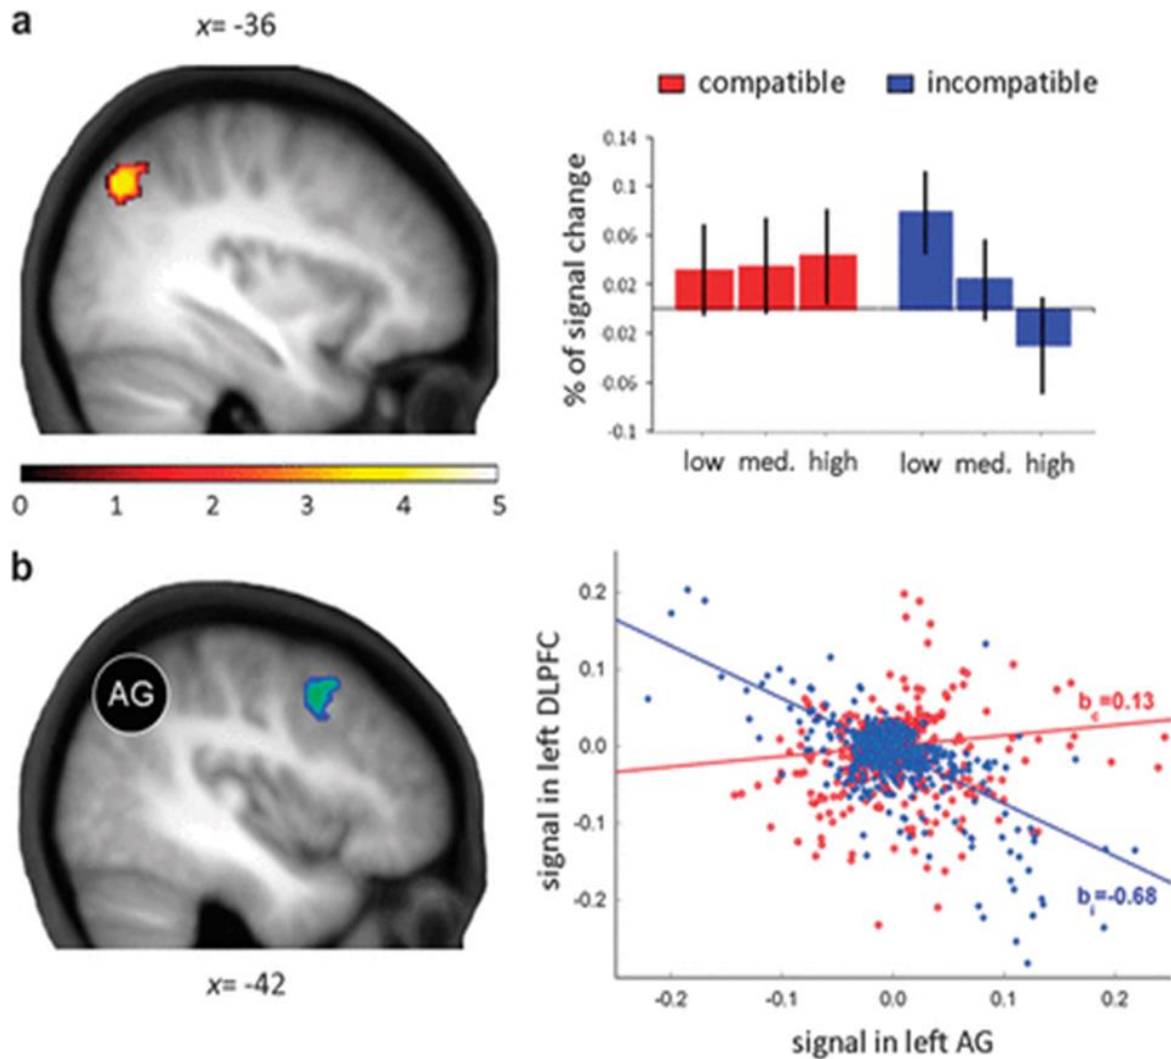 a
x= -36
compatible incompatible
% of signal change
0.14
0.1
0.06
0.02
-0.02
-0.06
-0.1
low med. high low med. high
0 1 2 3 4 5
b
AG
x= -42
signal in left DLPFC
0.2
0.1
0.0
-0.1
-0.2
b c=0.13
b i=-0.68
-0.2 -0.1 0.0 0.1 0.2
signal in left AG